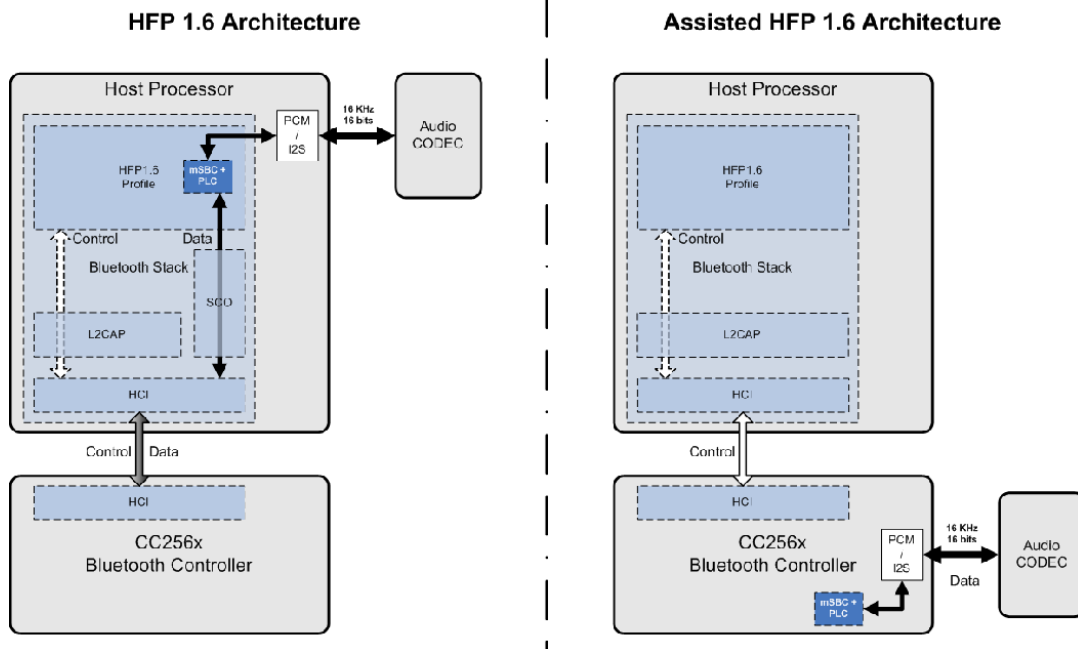 HFP 1.6 Architecture
Host Processor
HFP1.5
Profile
mSBC +
PLC
PCM
/
I2S
16 KHz
16 bits
Audio
CODEC
Control
Data
Bluetooth Stack
SCO
L2CAP
HCI
Control
Data
HCI
CC256x
Bluetooth Controller
Assisted HFP 1.6 Architecture
Host Processor
HFP1.6
Profile
Control
Bluetooth Stack
L2CAP
HCI
Control
HCI
CC256x
Bluetooth Controller
mSBC +
PLC
PCM
/
I2S
16 KHz
16 bits
Data
Audio
CODEC